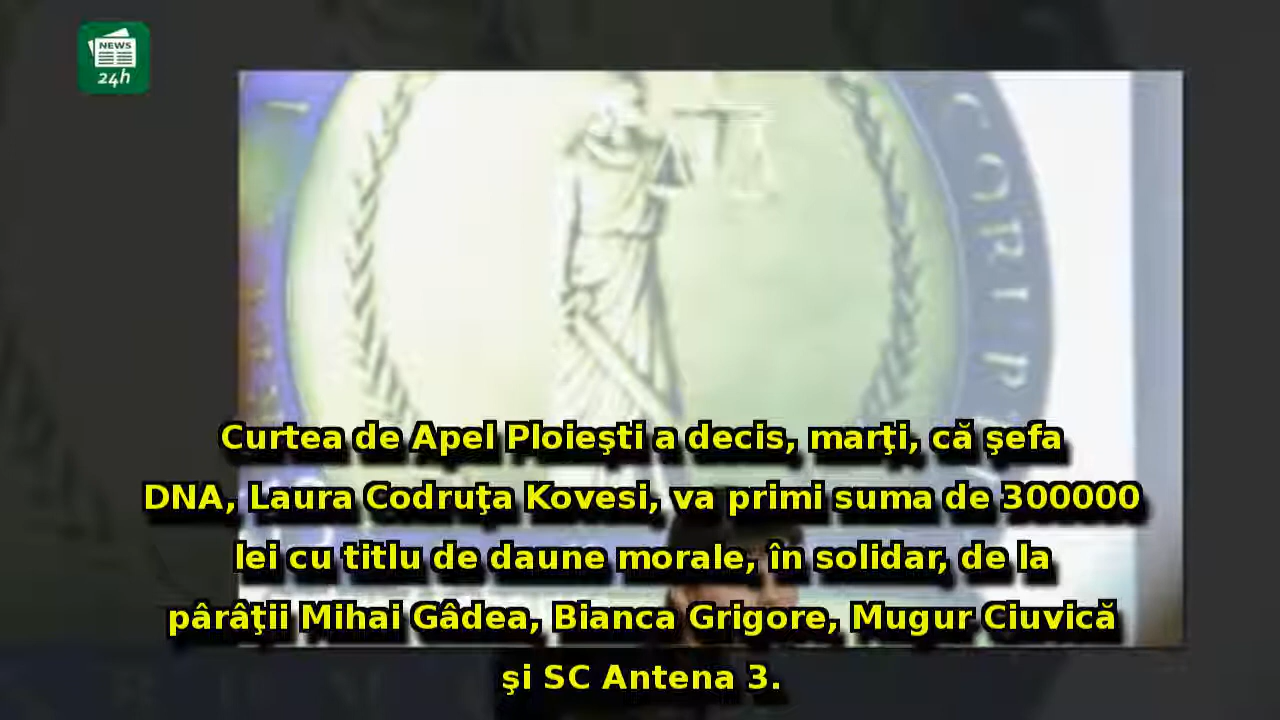 NEWS
24h
CORIP
Curtea de Apel Ploieşti a decis, marţi, că şefa
DNA, Laura Codruţa Kovesi, va primi suma de 300000
lei cu titlu de daune morale, în solidar, de la
pârâţii Mihai Gâdea, Bianca Grigore, Mugur Ciuvică
şi SC Antena 3.